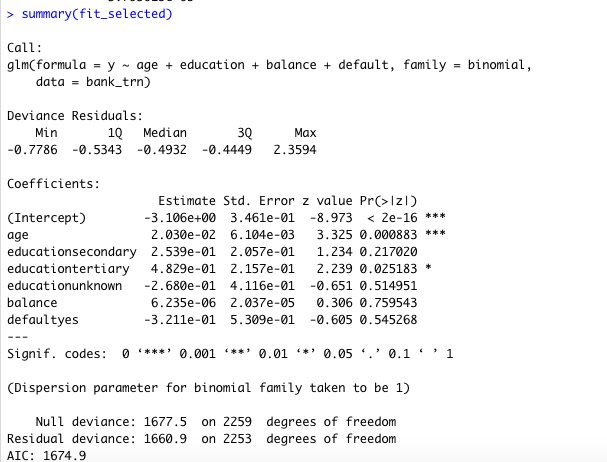 > summary(fit_selected)
Call:
glm(formula = y ~ age + education + balance + default, family = binomial,
    data = bank_trn)
Deviance Residuals:
    Min      1Q  Median      3Q     Max
-0.7786 -0.5343 -0.4932 -0.4449  2.3594
Coefficients:
                     Estimate Std. Error z value Pr(>|z|)
(Intercept)        -3.106e+00  3.461e-01  -8.973  < 2e-16 ***
age                 2.030e-02  6.104e-03   3.325 0.000883 ***
educationsecondary  2.539e-01  2.057e-01   1.234 0.217020
educationtertiary   4.829e-01  2.157e-01   2.239 0.025183 *
educationunknown   -2.680e-01  4.116e-01  -0.651 0.514951
balance             6.235e-06  2.037e-05   0.306 0.759543
defaultyes         -3.211e-01  5.309e-01  -0.605 0.545268
---
Signif. codes:  0 ‘***’ 0.001 ‘**’ 0.01 ‘*’ 0.05 ‘.’ 0.1 ‘ ’ 1
(Dispersion parameter for binomial family taken to be 1)
    Null deviance: 1677.5  on 2259  degrees of freedom
Residual deviance: 1660.9  on 2253  degrees of freedom
AIC: 1674.9